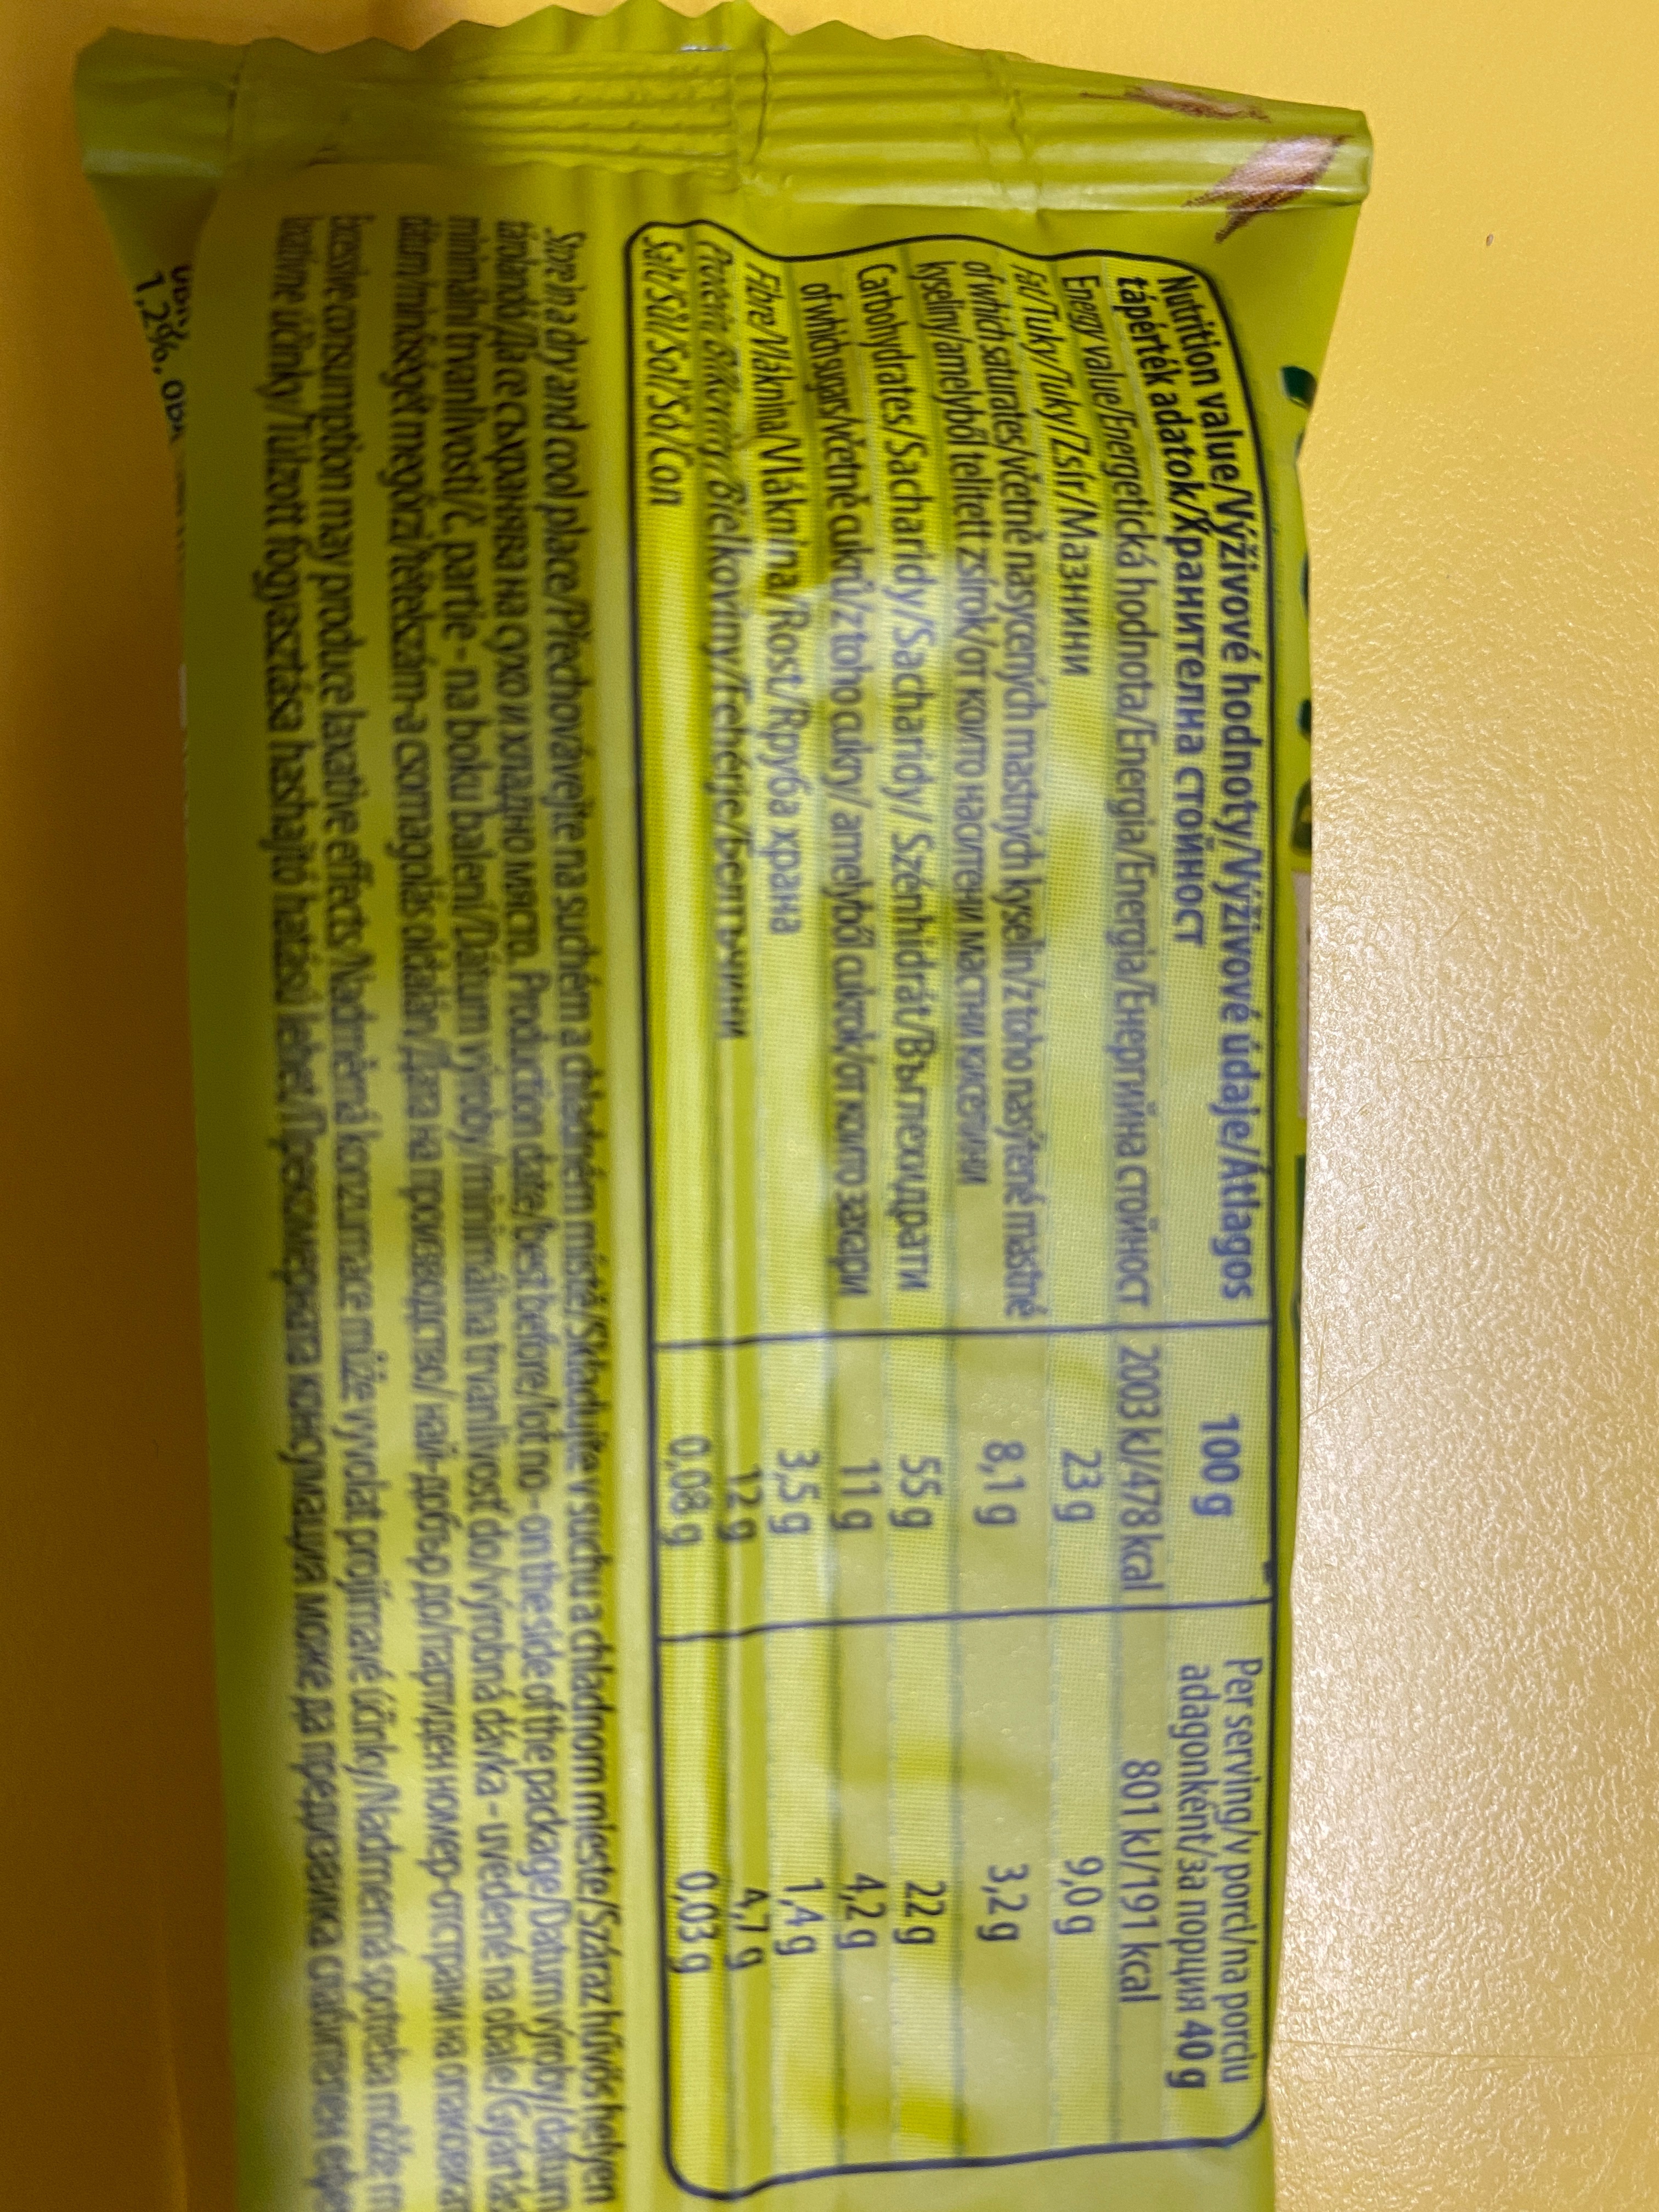 Nutrition value/Výživové hodnoty/Výživové údaje/Átlagos
tápérték adatok/Хранителна стойност
100 g
Per serving/v porci/na porciu
adagonként/за порция 40 g
Energy value/Energetická hodnota/Energia/Energia/Енергийна стойност 2003 kJ/478 kcal 801 kJ/191 kcal
Fat/Tuky/Tuky/Zsír/Мазнини 23 g 9,0 g
of which saturates/včetně nasycených mastných kyselin/z toho nasýtené mastné
kyseliny/amelyből telített zsírok/от които наситени мастни киселини 8,1 g 3,2 g
Carbohydrates/Sacharidy/Sacharidy/ Szénhidrát/Въглехидрати 55 g 22 g
of which sugars/včetně cukrů/z toho cukry/ amelyből cukrok/от които захари 11 g 4,2 g
Fibre/Vláknina/Vláknina/Rost/Rруба храна 3,5 g 1,4 g
Protein/Bílkoviny/Bielkoviny/Fehérje/Белтъчини 12 g 4,7 g
Salt/Sůl/Soľ/Só/Сол 0,08 g 0,03 g
Store in a dry and cool place/Přechovávejte na suchém a chladném místě/Skladujte v suchu a chladnom mieste/Száraz hűvös helyen
tárolandó/Да се съхранява на сухо и хладно място. Production date/best before/lot no - on the side of the package/Datum výroby/datum
minimální trvanlivosti/č. partie - na boku balení/Dátum výroby/minimálna trvanlivosť do/výrobná dávka - uvedené na obale/Gyártás
dátum/minőségét megőrzi/tételszám-a csomagolás oldalán/Дата на производство/ най-добър до/партиден номер-отстрани на
Excessive consumption may produce laxative effects/Nadměrná konzumace může vyvolat projímavé účinky/Nadmerná spotreba môže
laxatívne účinky/Túlzott fogyasztása hashajtó hatású lehet/Прекомерната консумация може да предизвика слабителен
1,2%,